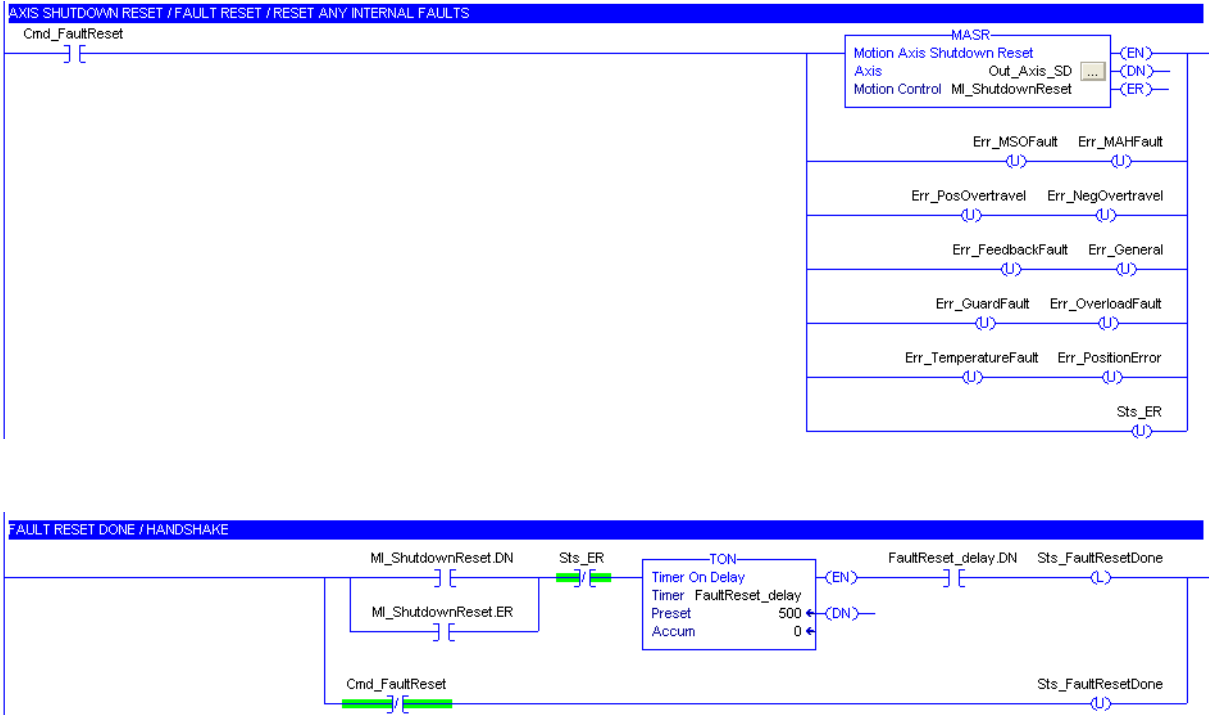 AXIS SHUTDOWN RESET / FAULT RESET / RESET ANY INTERNAL FAULTS
Cmd_FaultReset
MASR
Motion Axis Shutdown Reset
Axis Out_Axis_SD ...
Motion Control MI_ShutdownReset
(EN)
(DN)
(ER)
Err_MSOFault Err_MAHFault
U U
Err_PosOvertravel Err_NegOvertravel
U U
Err_FeedbackFault Err_General
U U
Err_GuardFault Err_OverloadFault
U U
Err_TemperatureFault Err_PositionError
U U
Sts_ER
U
FAULT RESET DONE / HANDSHAKE
MI_ShutdownReset.DN Sts_ER
TON
Timer On Delay
Timer FaultReset_delay
Preset 500
Accum 0
(EN)
(DN)
FaultReset_delay.DN Sts_FaultResetDone
L
MI_ShutdownReset.ER
Cmd_FaultReset Sts_FaultResetDone
U